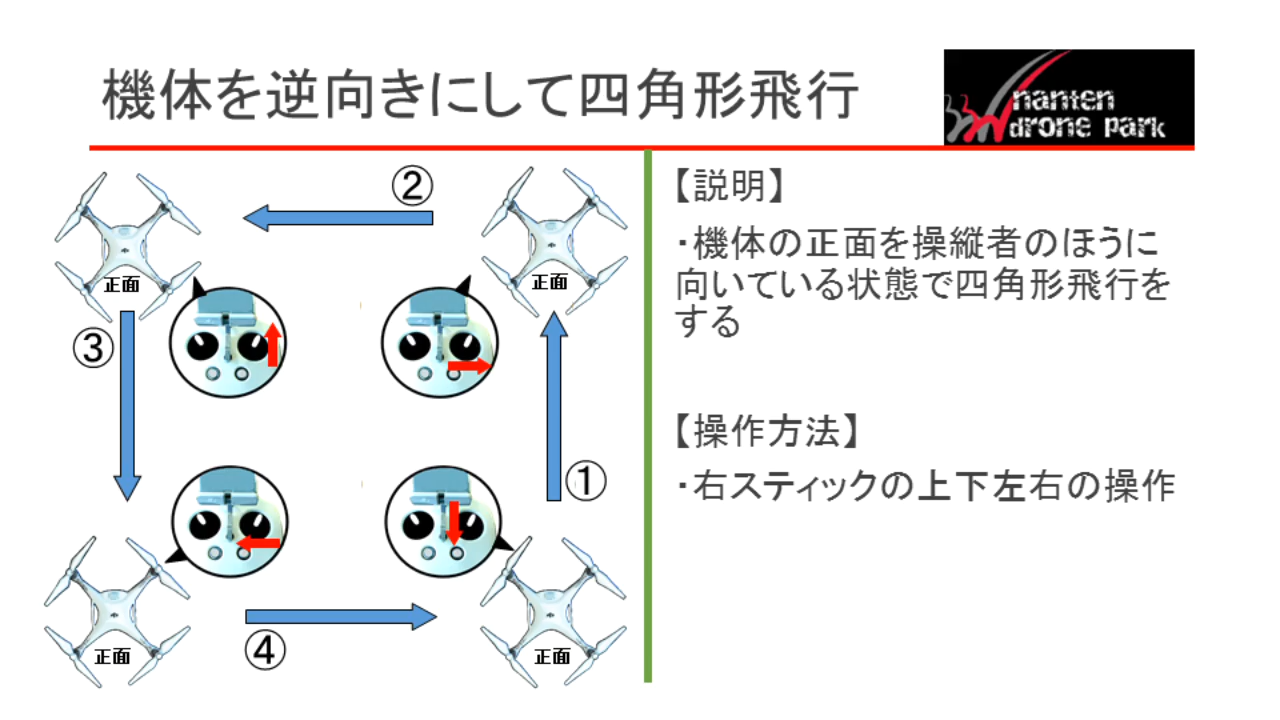 機体を逆向きにして四角形飛行
nanten
drone park
②
正面
正面
③
①
正面
④
正面
【説明】
・機体の正面を操縦者のほうに
向いている状態で四角形飛行を
する
【操作方法】
・右スティックの上下左右の操作